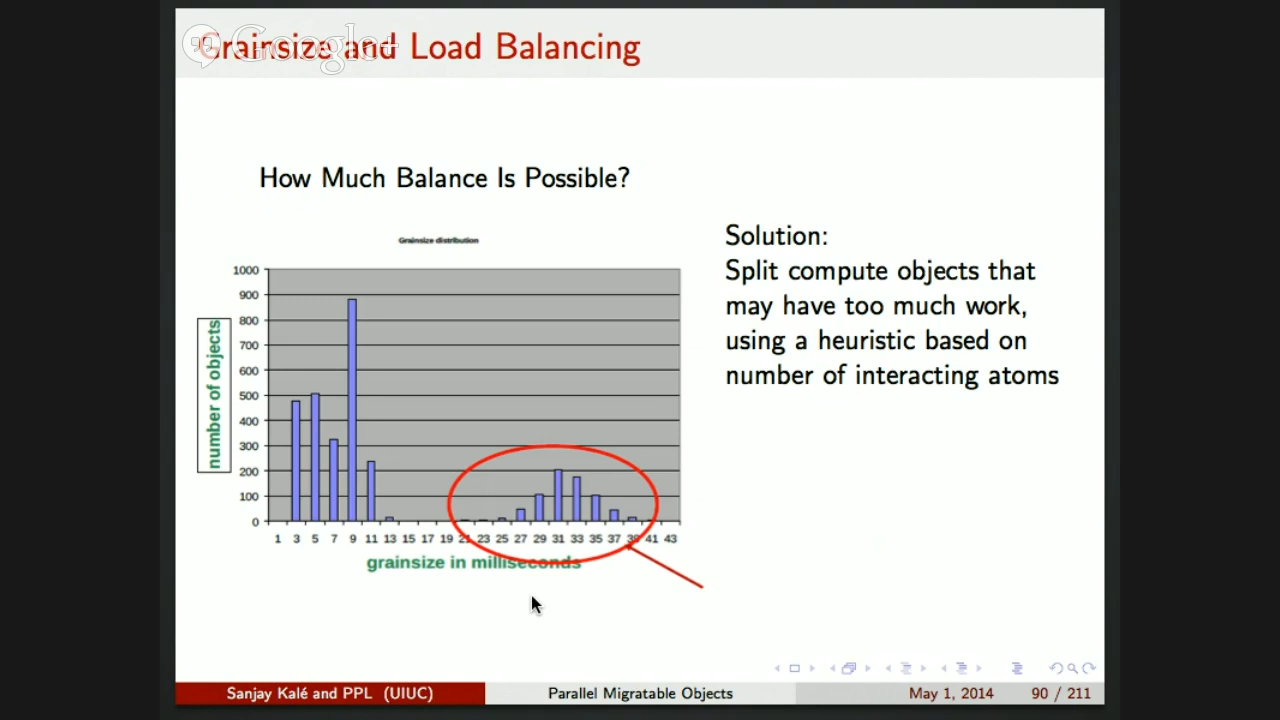 Grainsize and Load Balancing
Google+
How Much Balance Is Possible?
Grainsize distribution
1000
900
800
700
600
500
400
300
200
100
0
number of objects
1 3 5 7 9 11 13 15 17 19 21 23 25 27 29 31 33 35 37 39 41 43
grainsize in milliseconds
Solution:
Split compute objects that
may have too much work,
using a heuristic based on
number of interacting atoms
Sanjay Kalé and PPL (UIUC)
Parallel Migratable Objects
May 1, 2014
90 / 211